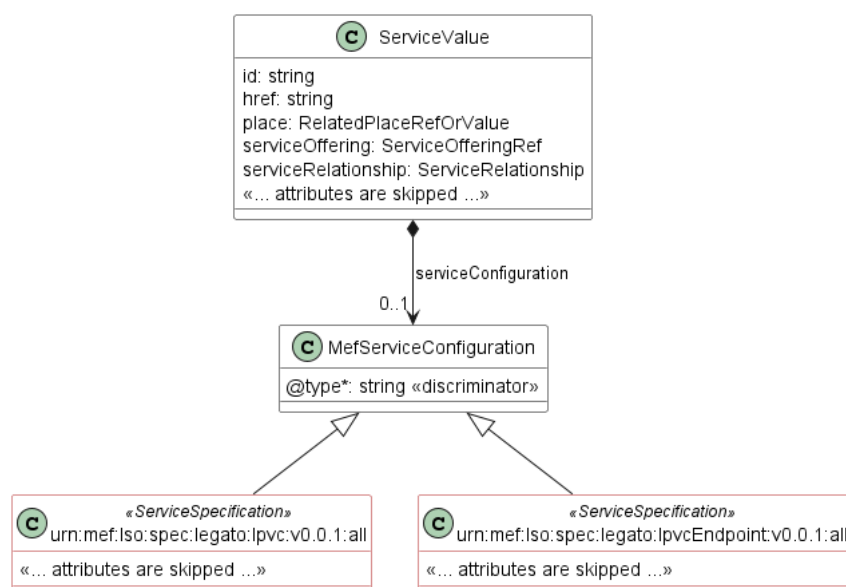 C ServiceValue
id: string
href: string
place: RelatedPlaceRefOrValue
serviceOffering: ServiceOfferingRef
serviceRelationship: ServiceRelationship
«... attributes are skipped ...»
serviceConfiguration
0..1
C MefServiceConfiguration
@type*: string «discriminator»
«ServiceSpecification»
C urn:mef:lso:spec:legato:Ipvc:v0.0.1:all
«... attributes are skipped ...»
«ServiceSpecification»
C urn:mef:lso:spec:legato:IpvcEndpoint:v0.0.1:all
«... attributes are skipped ...»